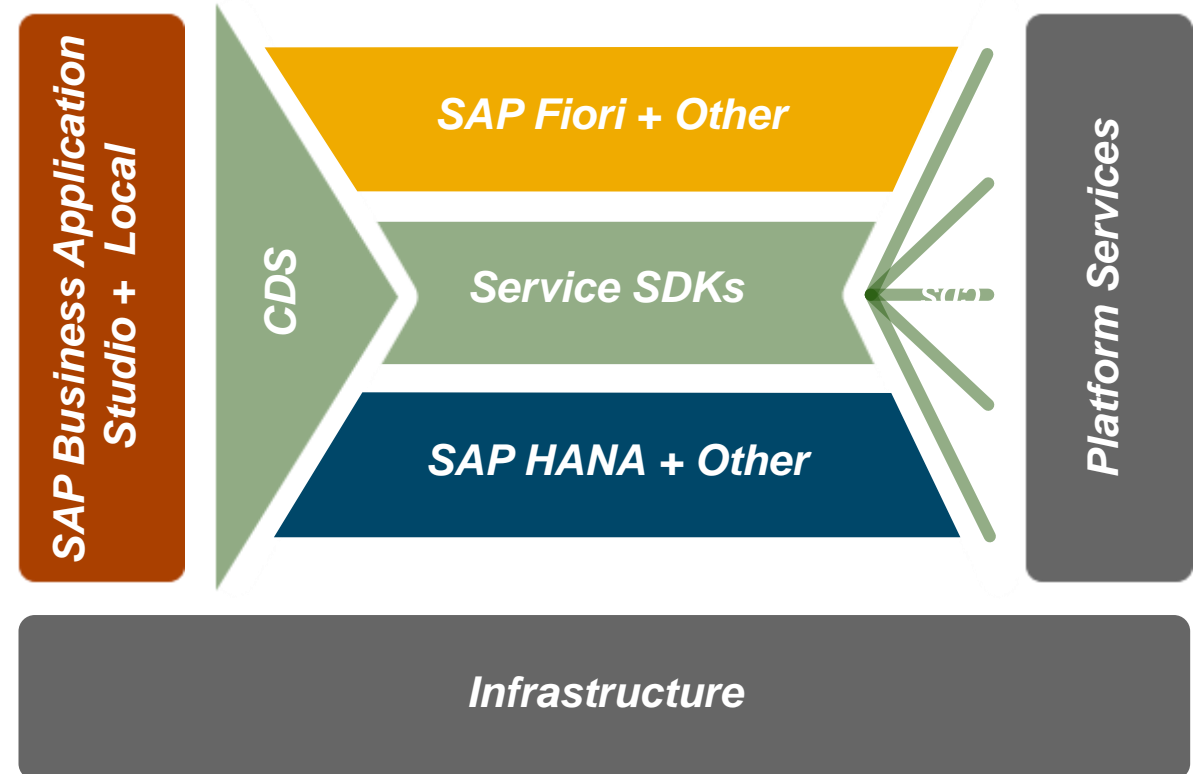 SAP Business Application
Studio + Local
CDS
SAP Fiori + Other
Service SDKs
SAP HANA + Other
Platform Services
Infrastructure